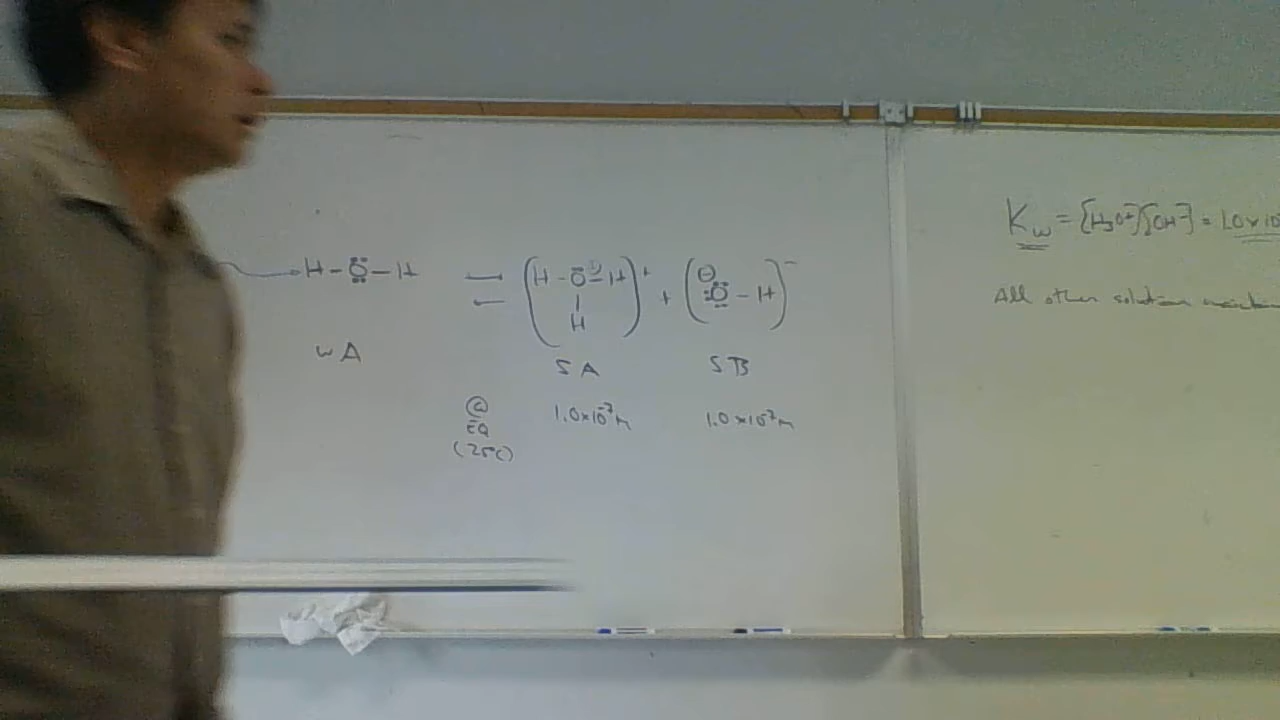 H-O-H ⇌ (H-O-H)⁺ + (O-H)⁻
H
WA SA SB
@ 1.0×10⁻⁷M 1.0×10⁻⁷M
EQ
(25C)
Kw = [H3O⁺][OH⁻] = 1.0×10
All other solution